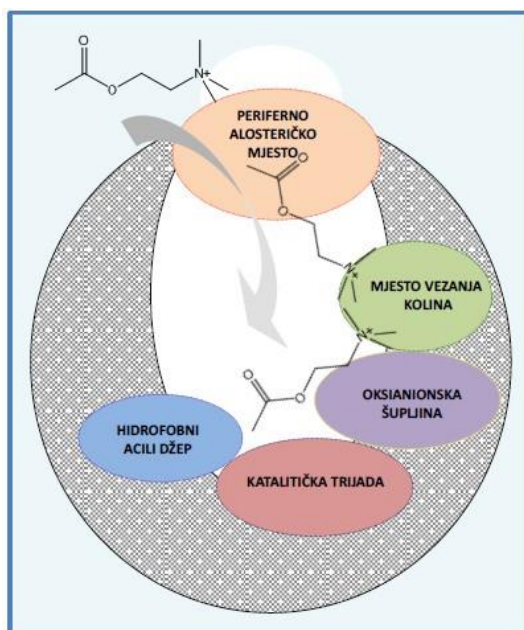 O
O
N+
PERIFERNO
ALOSTERIČKO
MJESTO
O
O
N
+
MJESTO VEZANJA
KOLINA
N
+
O
O
OKSIANIONSKA
ŠUPLJINA
HIDROFOBNI
ACILI DŽEP
KATALITIČKA TRIJADA